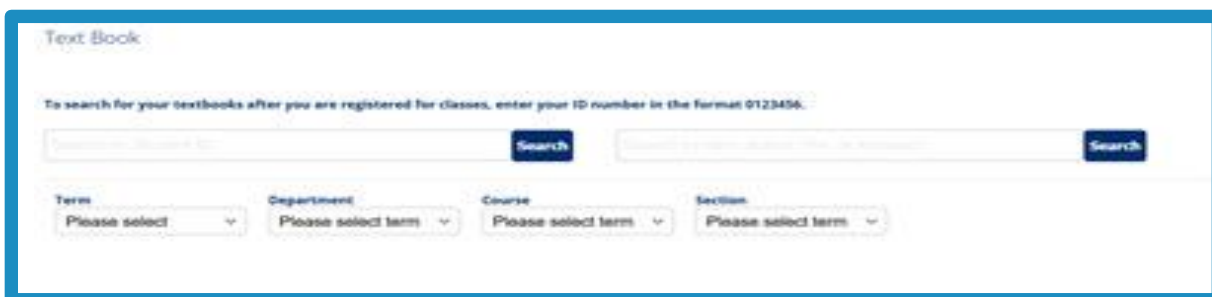 Text Book
To search for your textbooks after you are registered for classes, enter your ID number in the format 0123456.
Search Search
Term Department Course Section
Please select Please select term Please select term Please select term